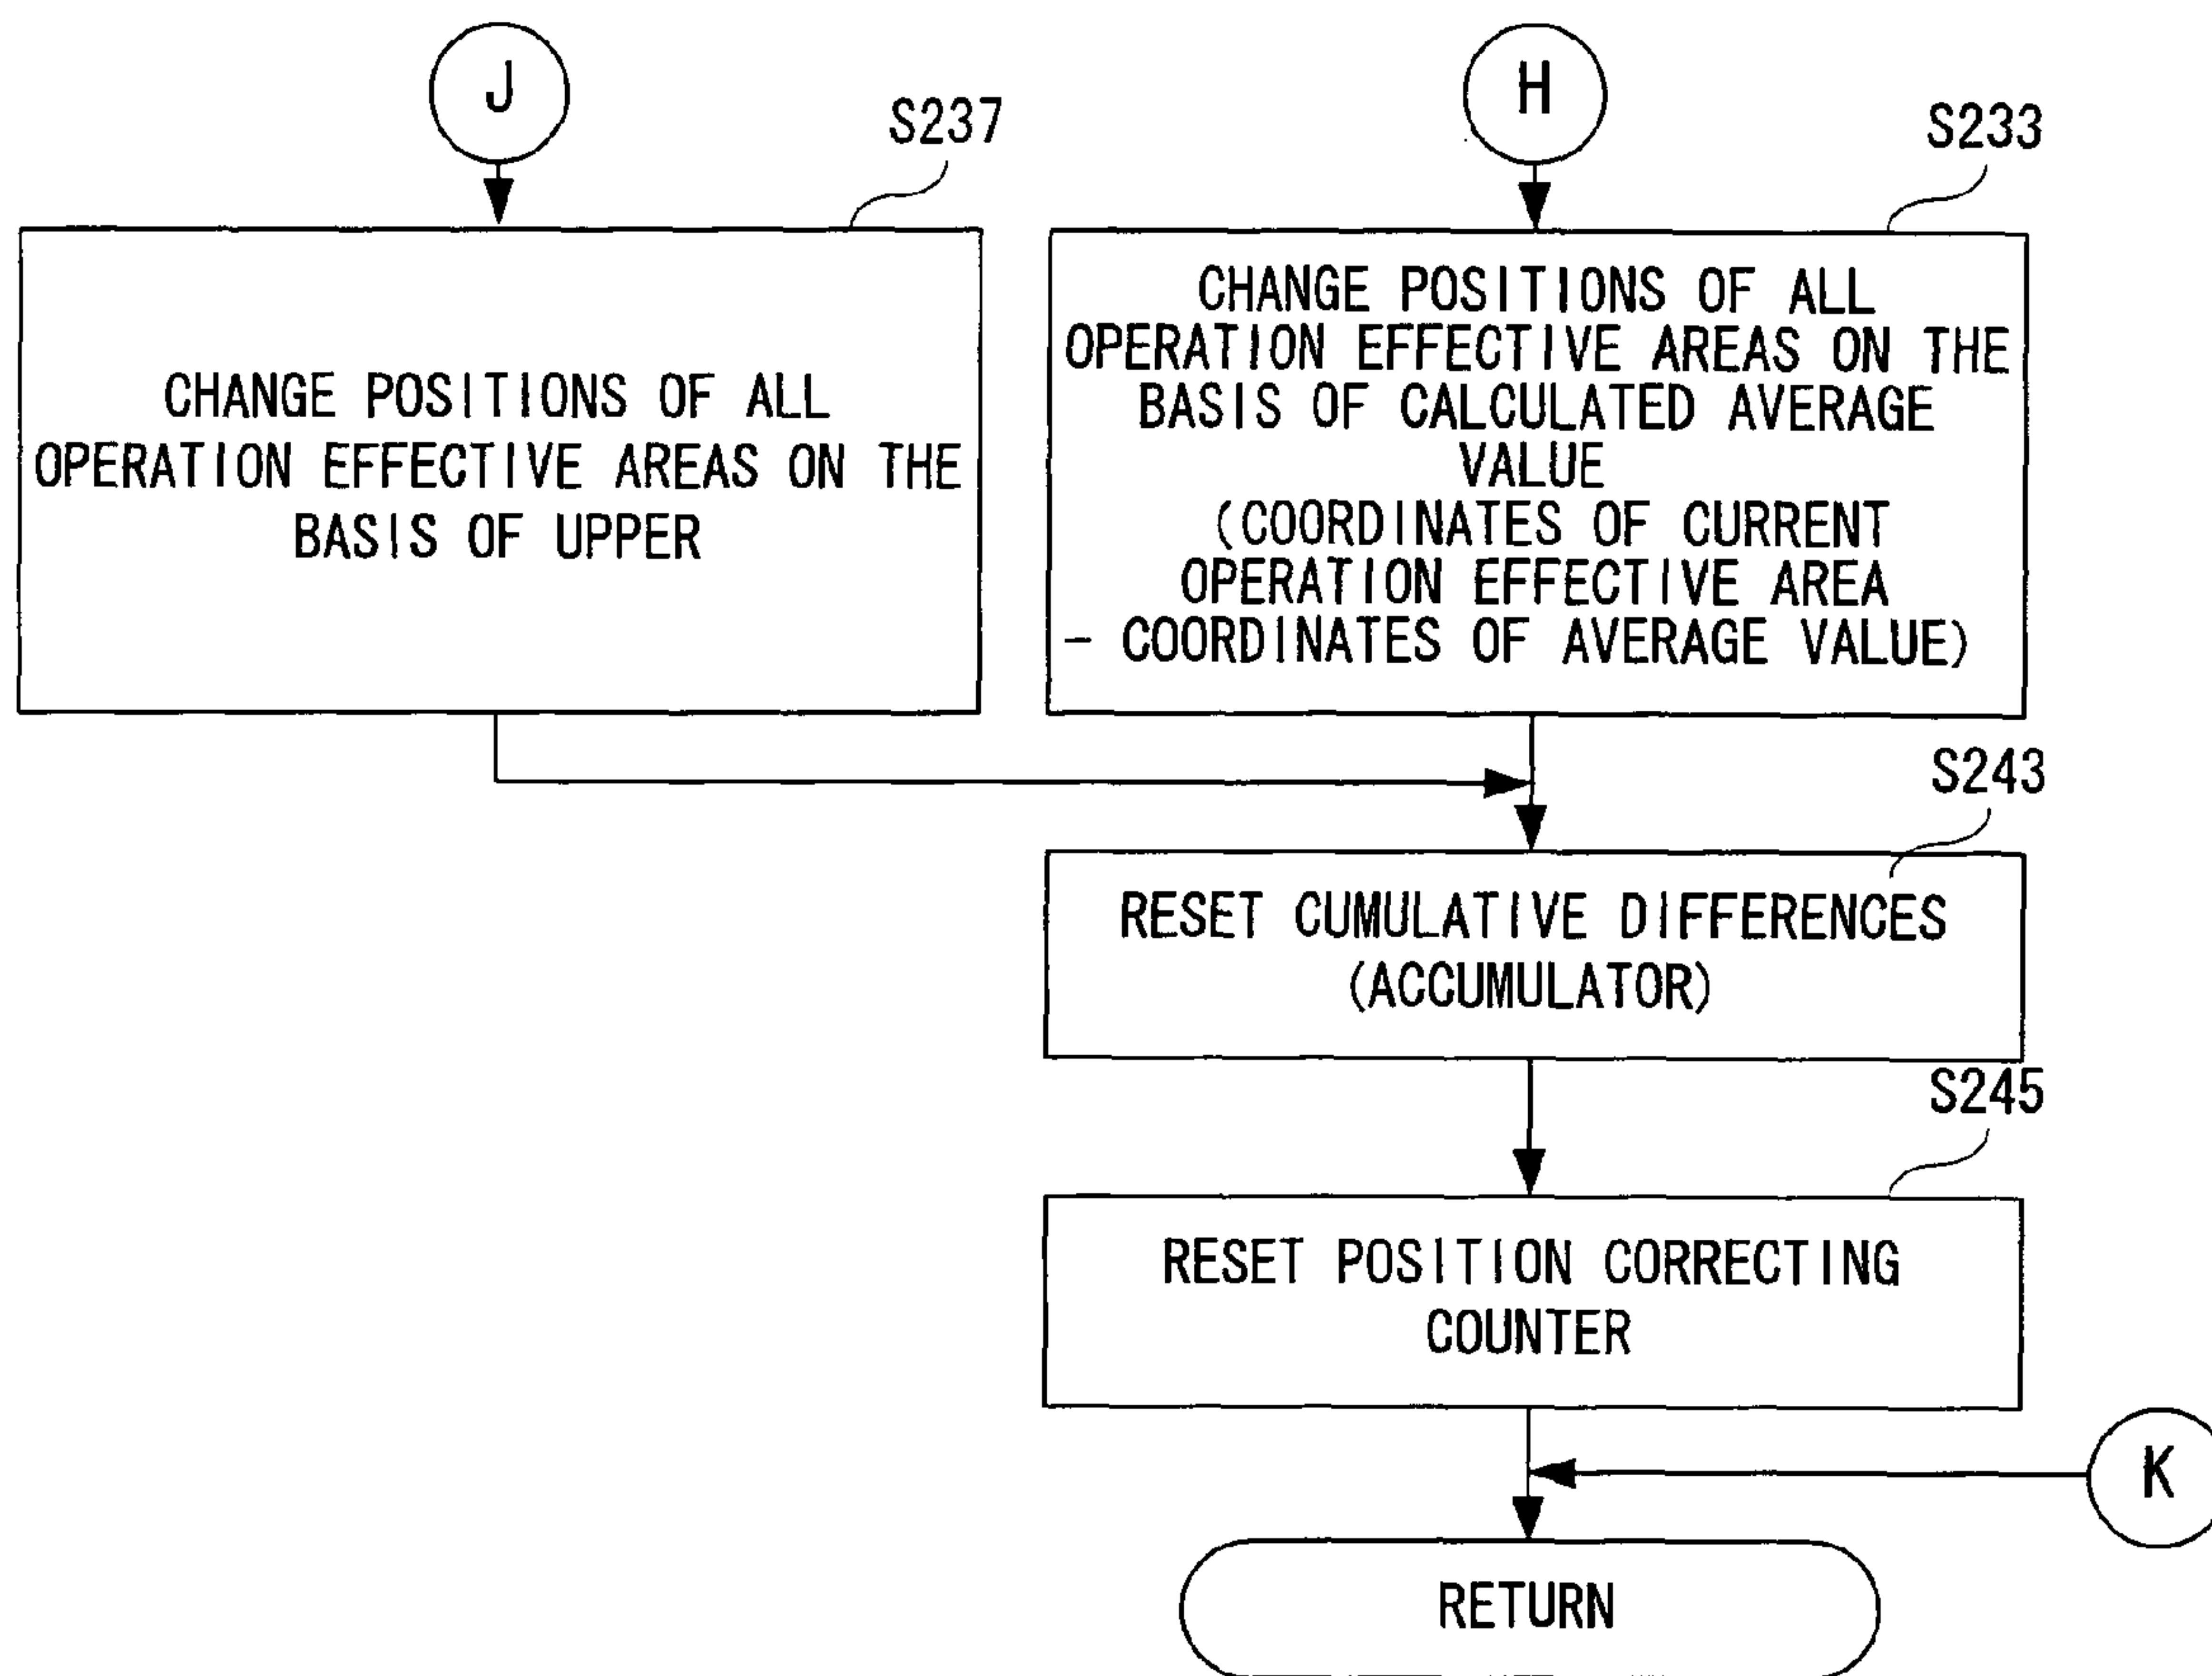 J
S237
CHANGE POSITIONS OF ALL
OPERATION EFFECTIVE AREAS ON THE
BASIS OF UPPER
H
S233
CHANGE POSITIONS OF ALL
OPERATION EFFECTIVE AREAS ON THE
BASIS OF CALCULATED AVERAGE
VALUE
(COORDINATES OF CURRENT
OPERATION EFFECTIVE AREA
- COORDINATES OF AVERAGE VALUE)
S243
RESET CUMULATIVE DIFFERENCES
(ACCUMULATOR)
S245
RESET POSITION CORRECTING
COUNTER
K
RETURN